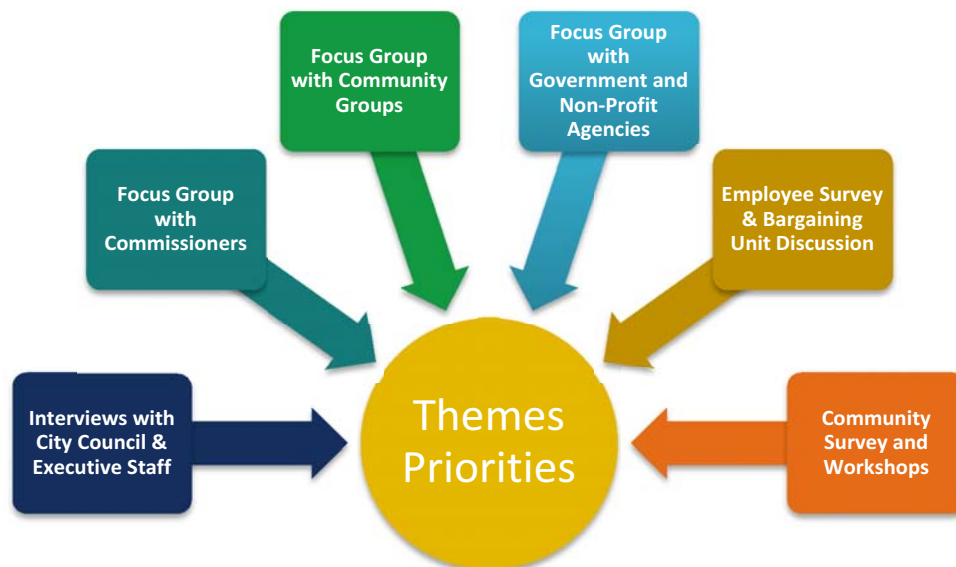 Focus Group
with Community
Groups
Focus Group
with
Government and
Non-Profit
Agencies
Focus Group
with
Commissioners
Employee Survey
& Bargaining
Unit Discussion
Interviews with
City Council &
Executive Staff
Themes
Priorities
Community
Survey and
Workshops